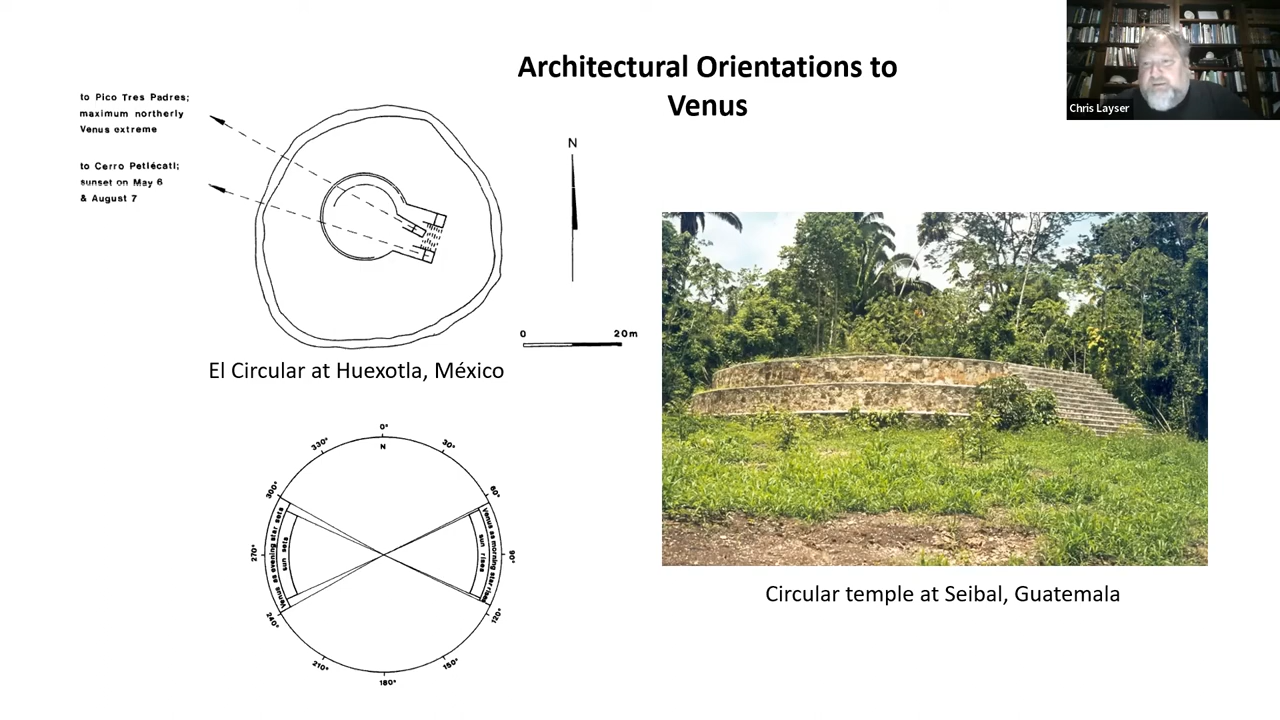 Architectural Orientations to
Venus
Chris Layser
to Pico Tres Padres;
maximum northerly
Venus extreme
to Cerro Petlécatl;
sunset on May 6
& August 7
N
0 20m
El Circular at Huexotla, México
0°
N
30°
60°
90°
120°
150°
180°
210°
240°
270°
300°
330°
Venus as evening star sets
sun sets
sun rises
Venus as morning star rises
Circular temple at Seibal, Guatemala